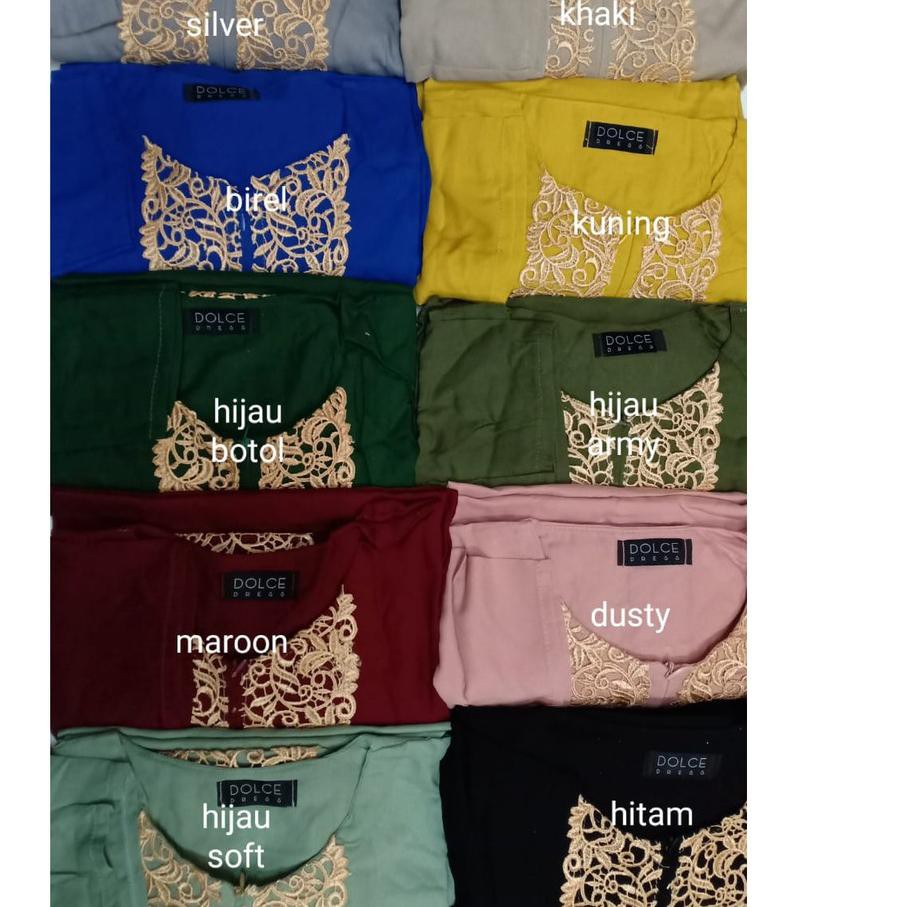 silver
khaki
DOLCE
DRESS
birel
DOLCE
DRESS
kuning
DOLCE
DRESS
hijau
botol
DOLCE
DRESS
hijau
army
DOLCE
DRESS
maroon
DOLCE
DRESS
dusty
DOLCE
DRESS
hijau
soft
DOLCE
DRESS
hitam